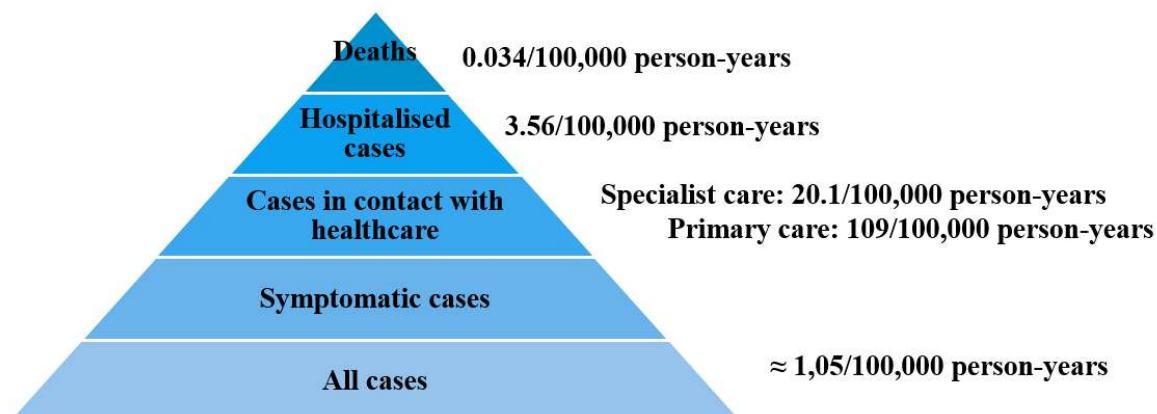 Deaths
0.034/100,000 person-years
Hospitalised
cases
3.56/100,000 person-years
Cases in contact with
healthcare
Specialist care: 20.1/100,000 person-years
Primary care: 109/100,000 person-years
Symptomatic cases
All cases
≈ 1,05/100,000 person-years